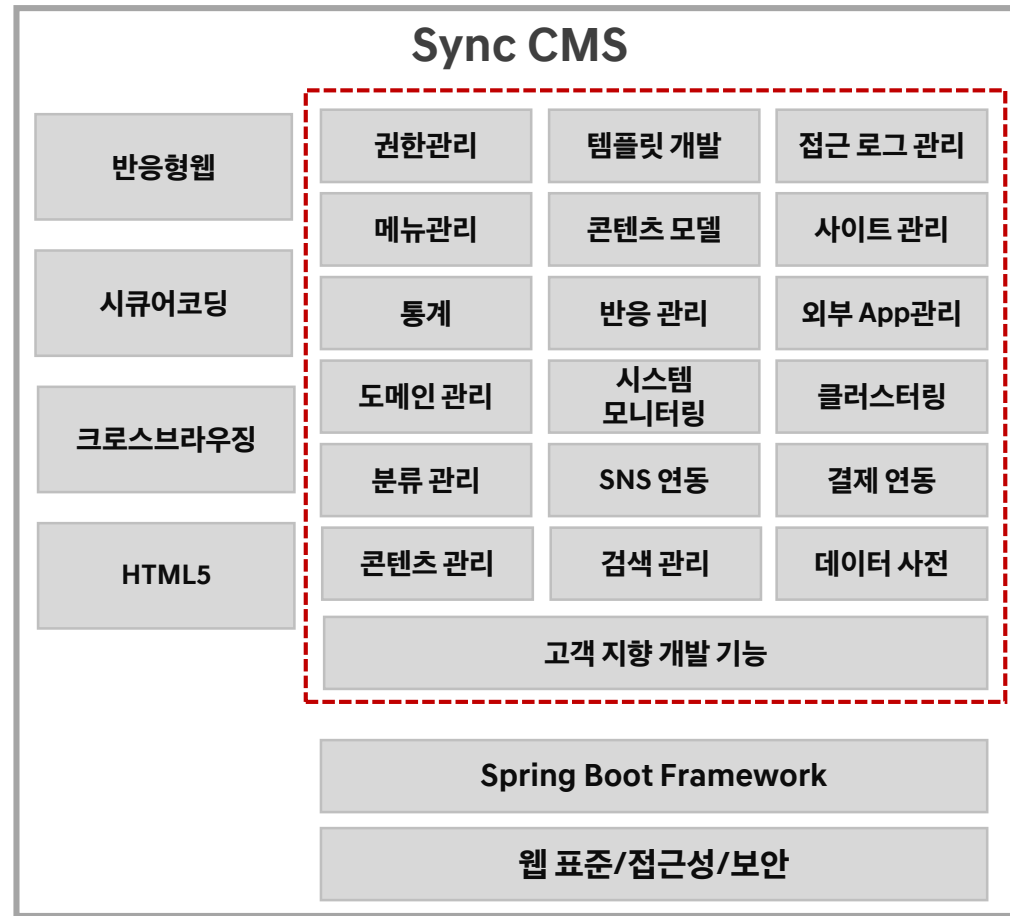 Sync CMS
반응형웹
시큐어코딩
크로스브라우징
HTML5
권한관리
템플릿 개발
접근 로그 관리
메뉴관리
콘텐츠 모델
사이트 관리
통계
반응 관리
외부 App관리
도메인 관리
시스템
모니터링
클러스터링
분류 관리
SNS 연동
결제 연동
콘텐츠 관리
검색 관리
데이터 사전
고객 지향 개발 기능
Spring Boot Framework
웹 표준/접근성/보안